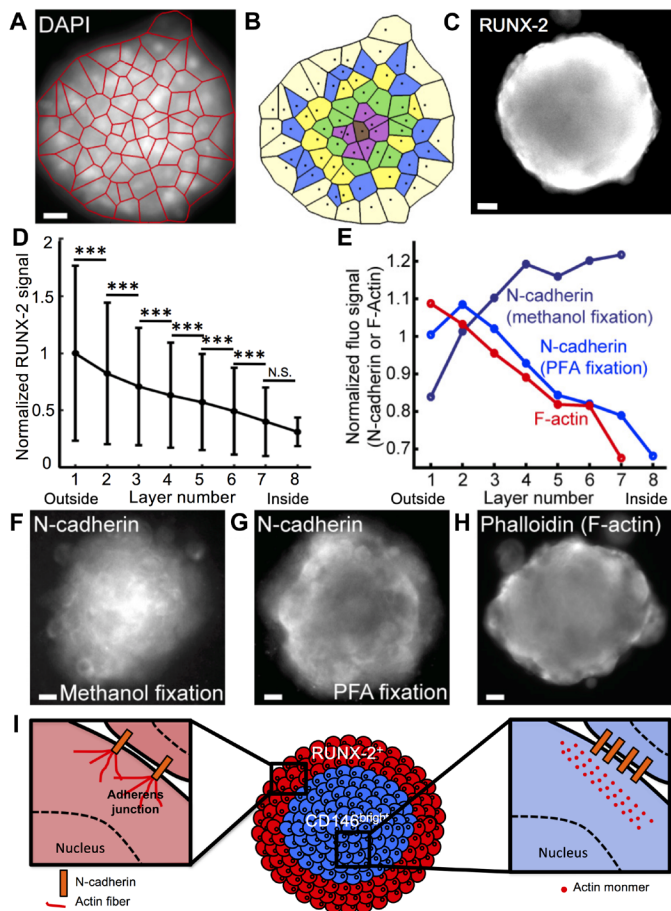 A
DAPI
B
C
RUNX-2
D
Normalized RUNX-2 signal
2
1.5
1
0.5
0
***
***
***
***
***
***
N.S.
1 2 3 4 5 6 7 8
Outside Layer number Inside
E
Normalized fluo signal
(N-cadherin or F-Actin)
1.2
1.1
1
0.9
0.8
0.7
N-cadherin
(methanol fixation)
N-cadherin
(PFA fixation)
F-actin
1 2 3 4 5 6 7 8
Outside Layer number Inside
F
N-cadherin
Methanol fixation
G
N-cadherin
PFA fixation
H
Phalloidin (F-actin)
I
Adherens
junction
Nucleus
N-cadherin
Actin fiber
RUNX-2+
CD146bright
Nucleus
Actin monmer